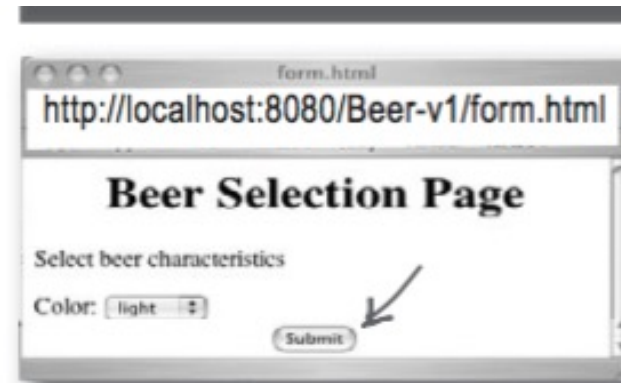 form.html
http://localhost:8080/Beer-v1/form.html
Beer Selection Page
Select beer characteristics
Color: light
Submit